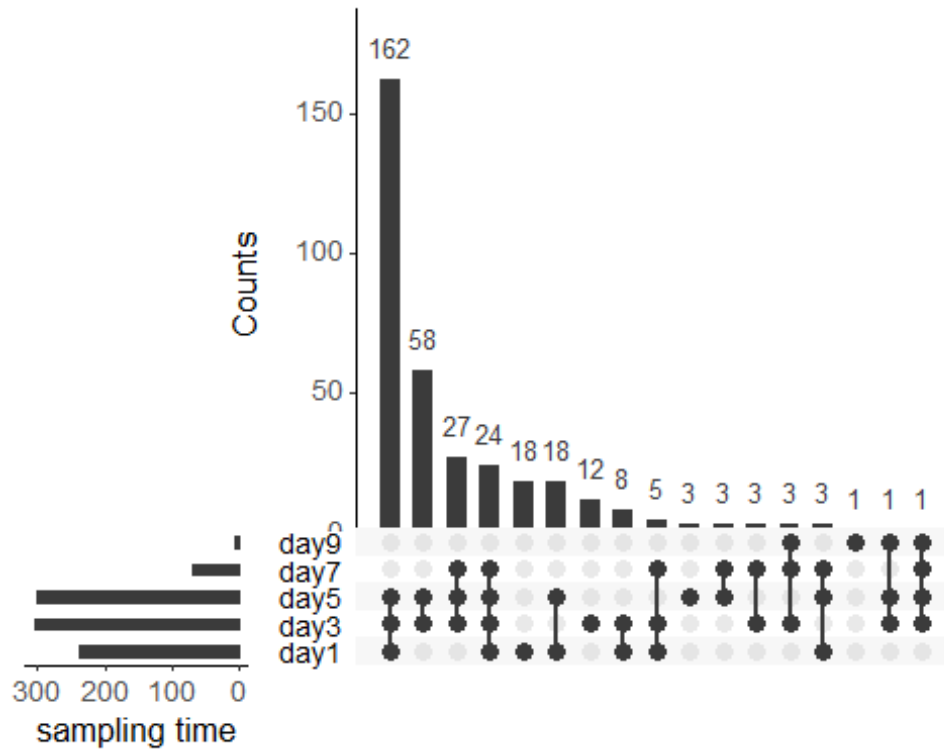 162
150
100
Counts
58
50
27 24 18 18 12 8 5 3 3 3 3 3 1 1 1
0
day9
day7
day5
day3
day1
300 200 100 0
sampling time